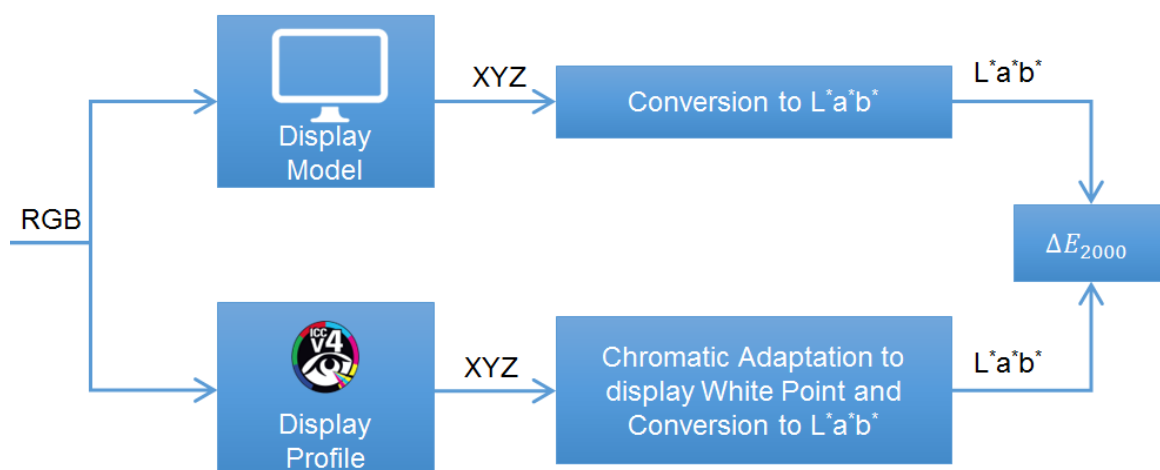 RGB
Display
Model
XYZ
Conversion to L*a*b*
L*a*b*
ΔE2000
ICC
V4
Display
Profile
XYZ
Chromatic Adaptation to
display White Point and
Conversion to L*a*b*
L*a*b*